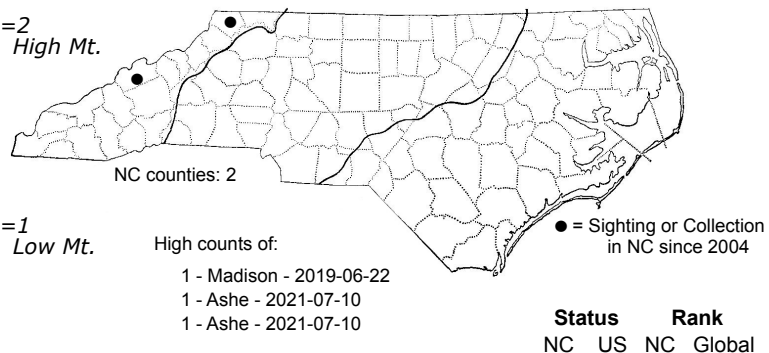 =2
High Mt.
NC counties: 2
=1
Low Mt.
High counts of:
1 - Madison - 2019-06-22
1 - Ashe - 2021-07-10
1 - Ashe - 2021-07-10
● = Sighting or Collection
in NC since 2004
Status Rank
NC US NC Global